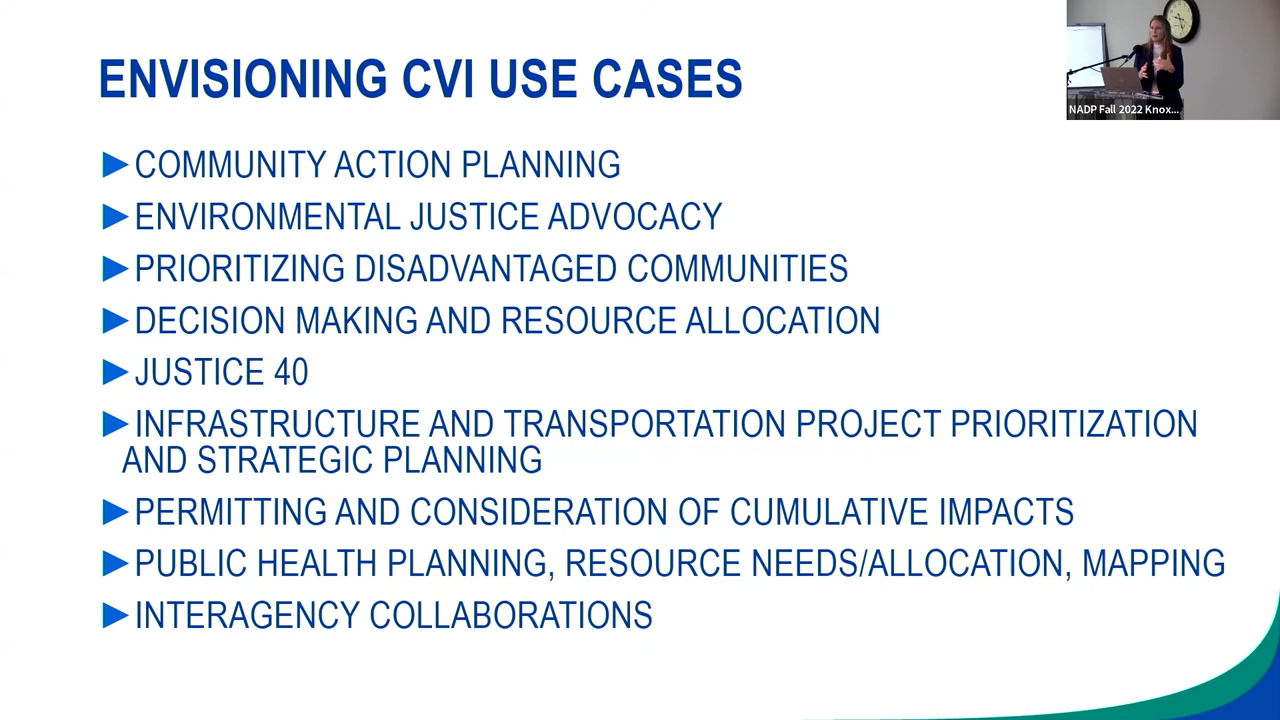 ENVISIONING CVI USE CASES
NADP Fall 2022 Knox...
►COMMUNITY ACTION PLANNING
►ENVIRONMENTAL JUSTICE ADVOCACY
►PRIORITIZING DISADVANTAGED COMMUNITIES
►DECISION MAKING AND RESOURCE ALLOCATION
►JUSTICE 40
►INFRASTRUCTURE AND TRANSPORTATION PROJECT PRIORITIZATION
AND STRATEGIC PLANNING
►PERMITTING AND CONSIDERATION OF CUMULATIVE IMPACTS
►PUBLIC HEALTH PLANNING, RESOURCE NEEDS/ALLOCATION, MAPPING
►INTERAGENCY COLLABORATIONS